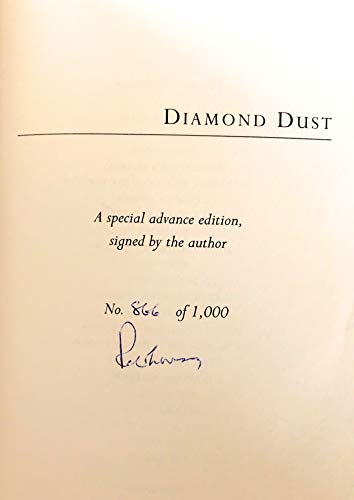 DIAMOND DUST
A special advance edition,
signed by the author
No. 866 of 1,000